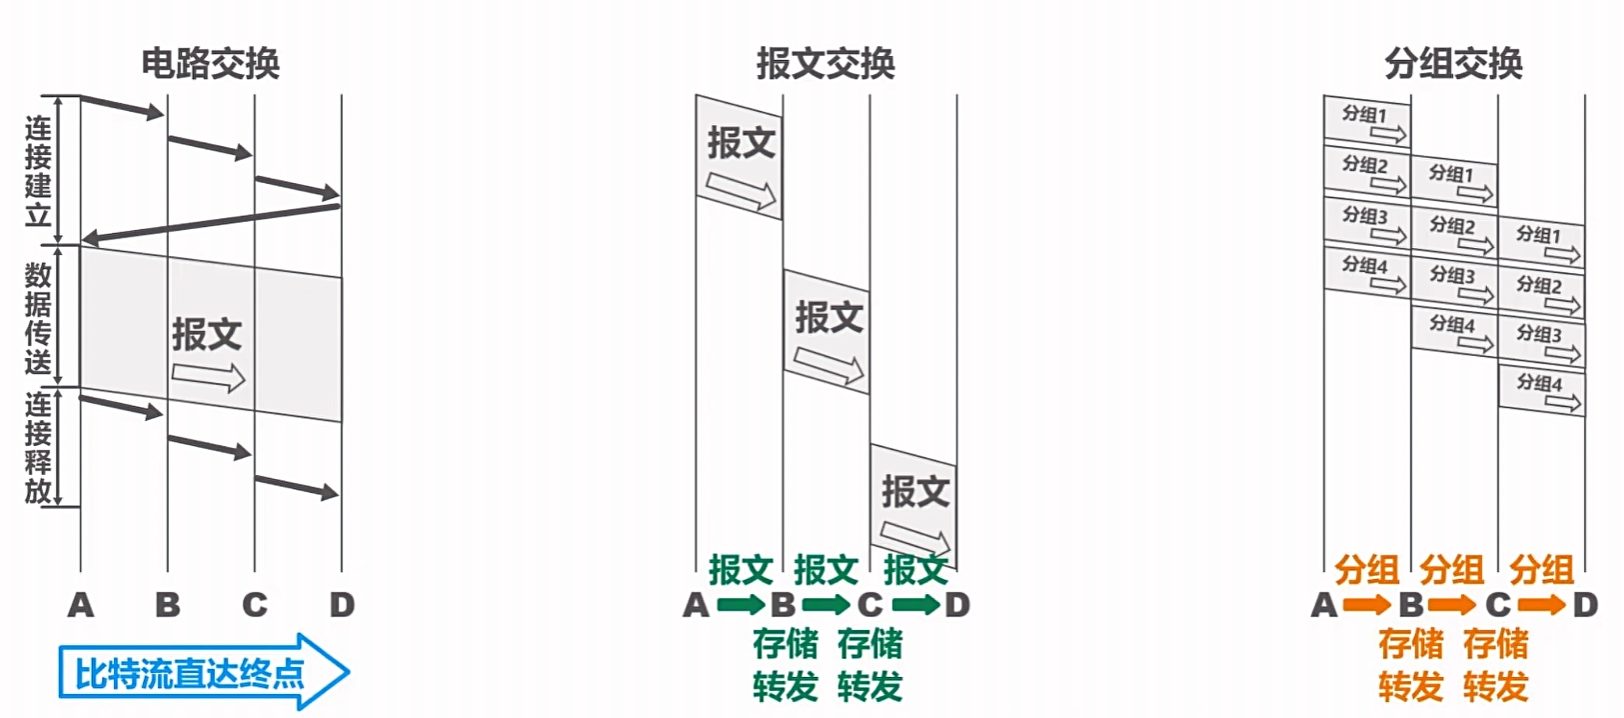 电路交换
连接建立
数据传送
连接释放
报文
A B C D
比特流直达终点
报文交换
报文
报文
报文
报文 报文 报文
A B C D
存储 存储
转发 转发
分组交换
分组1
分组2 分组1
分组3 分组2 分组1
分组4 分组3 分组2
分组4 分组3
分组4
分组 分组 分组
A B C D
存储 存储
转发 转发